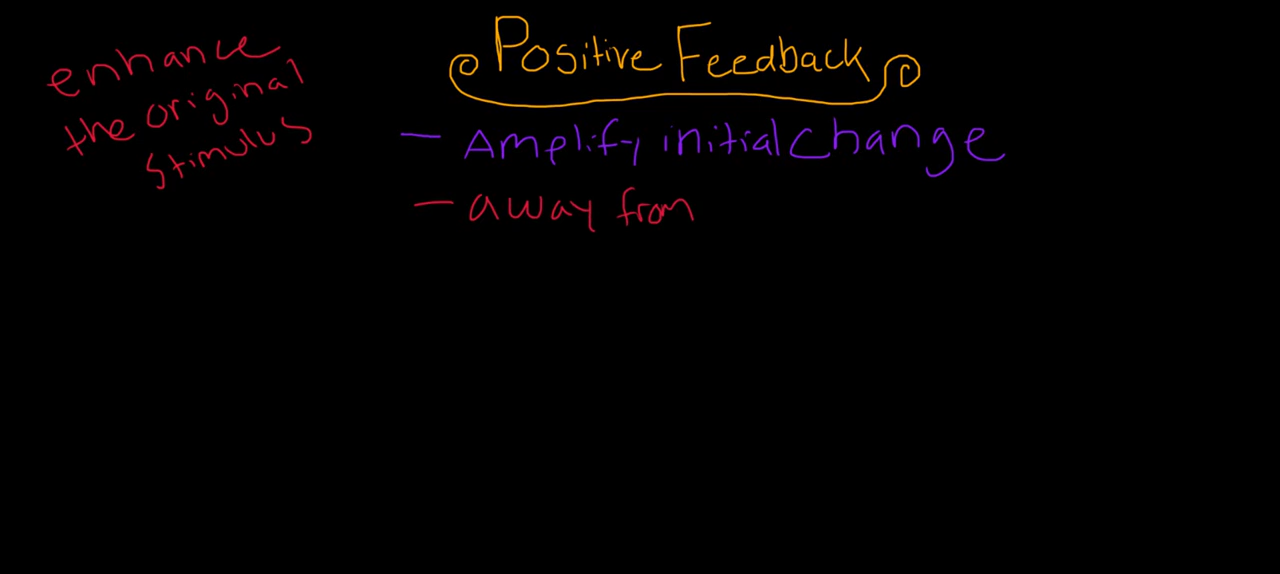 Positive Feedback
enhance
the original
stimulus
- Amplify initial change
- away from